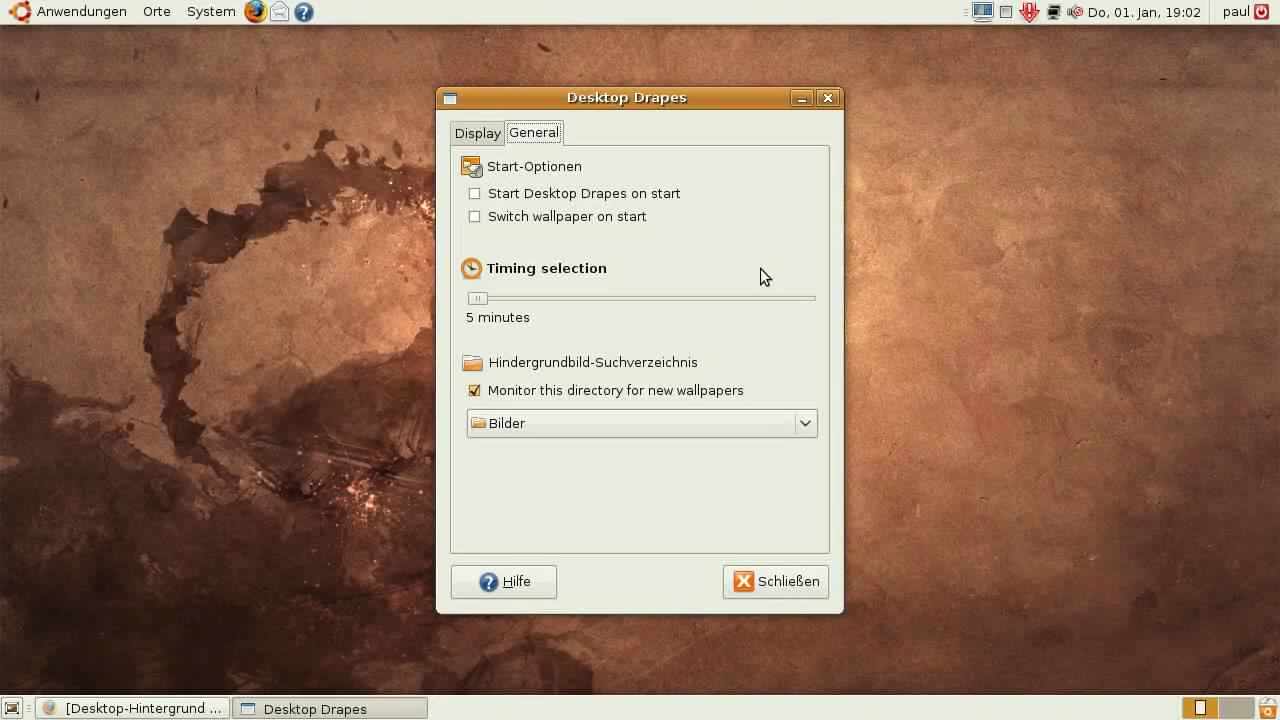 Anwendungen Orte System Do, 01. Jan, 19:02 paul
Desktop Drapes
Display General
Start-Optionen
Start Desktop Drapes on start
Switch wallpaper on start
Timing selection
5 minutes
Hindergrundbild-Suchverzeichnis
Monitor this directory for new wallpapers
Bilder
Hilfe Schließen
[Desktop-Hintergrund ... Desktop Drapes